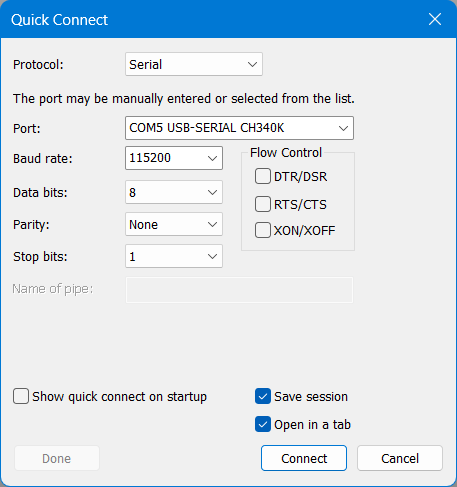 Quick Connect
Protocol: Serial
The port may be manually entered or selected from the list.
Port: COM5 USB-SERIAL CH340K
Baud rate: 115200
Flow Control
DTR/DSR
Data bits: 8
RTS/CTS
Parity: None
XON/XOFF
Stop bits: 1
Name of pipe:
Show quick connect on startup
Save session
Open in a tab
Done
Connect
Cancel